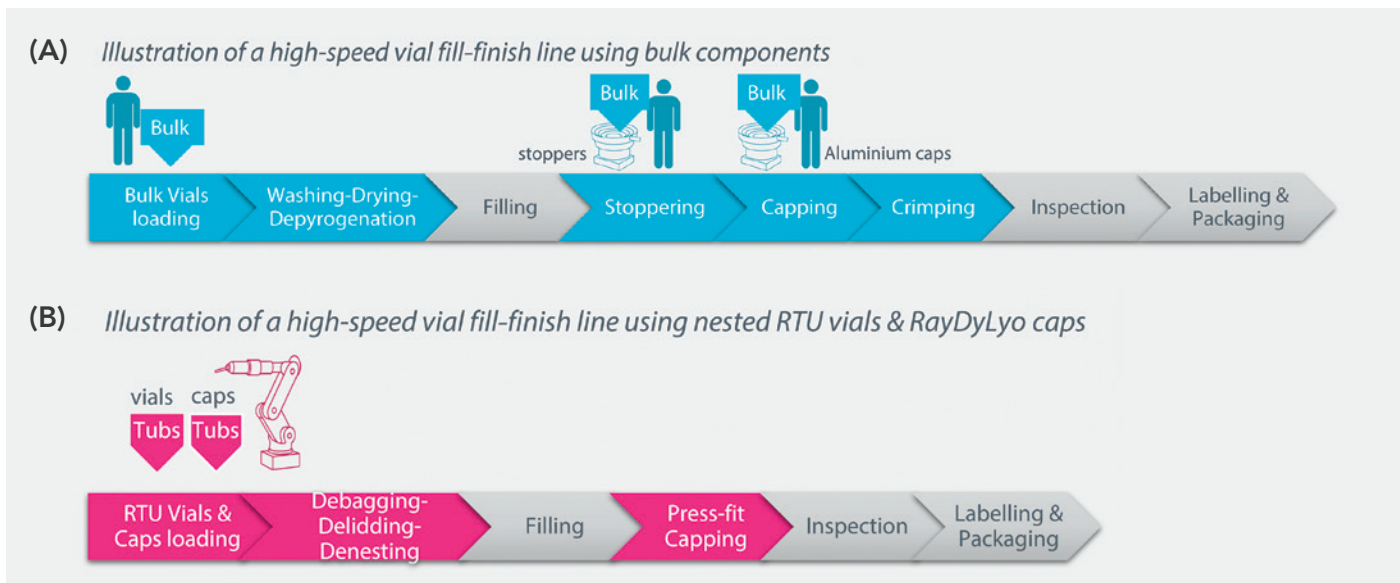 (A) Illustration of a high-speed vial fill-finish line using bulk components
Bulk
Bulk
Bulk
stoppers
Aluminium caps
Bulk Vials
loading
Washing-Drying-
Depyrogenation
Filling
Stoppering
Capping
Crimping
Inspection
Labelling &
Packaging
(B) Illustration of a high-speed vial fill-finish line using nested RTU vials & RayDyLyo caps
vials
caps
Tubs
Tubs
RTU Vials &
Caps loading
Debagging-
Delidding-
Denesting
Filling
Press-fit
Capping
Inspection
Labelling &
Packaging